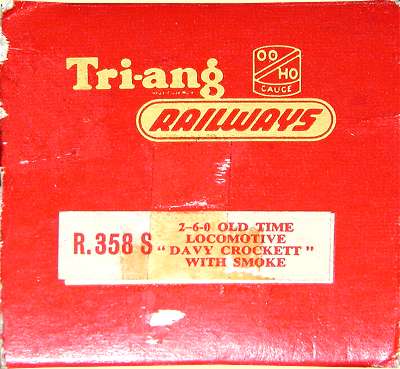 Tri-ang
OO/HO
GAUGE
RAILWAYS
R.358 S
2-6-0 OLD TIME
LOCOMOTIVE
"DAVY CROCKETT"
WITH SMOKE